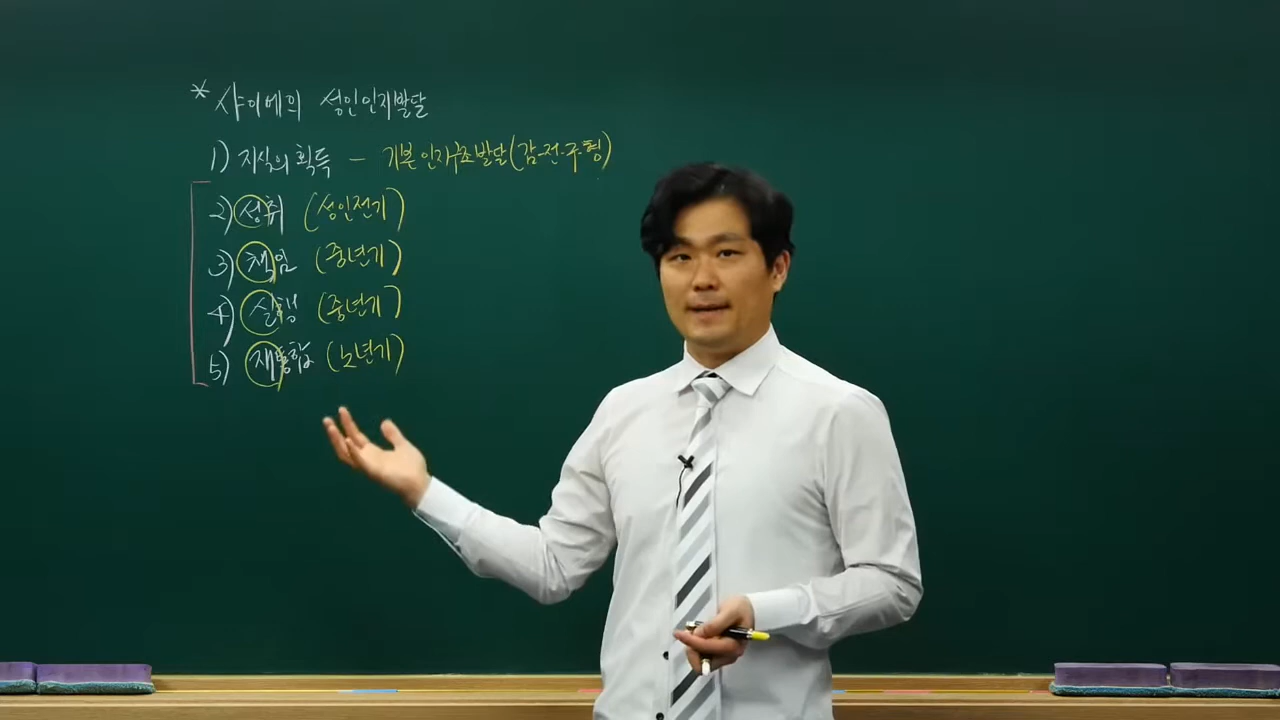 * 샤이에의 성인인지발달
1) 지식의 획득 - 기본인지구조발달(감-전-구-형)
2) 성취 (성인전기)
3) 책임 (중년기)
4) 실행 (중년기)
5) 재통합 (노년기)